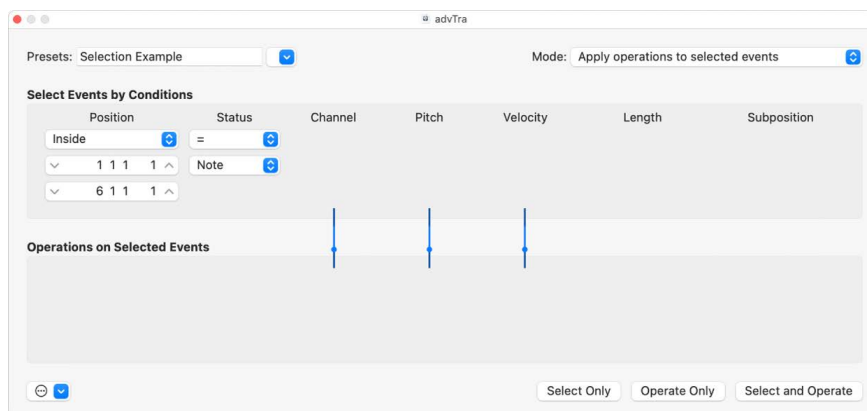 advTra
Presets: Selection Example Mode: Apply operations to selected events
Select Events by Conditions
Position Status Channel Pitch Velocity Length Subposition
Inside =
1 1 1 1 Note
6 1 1 1
Operations on Selected Events
Select Only Operate Only Select and Operate